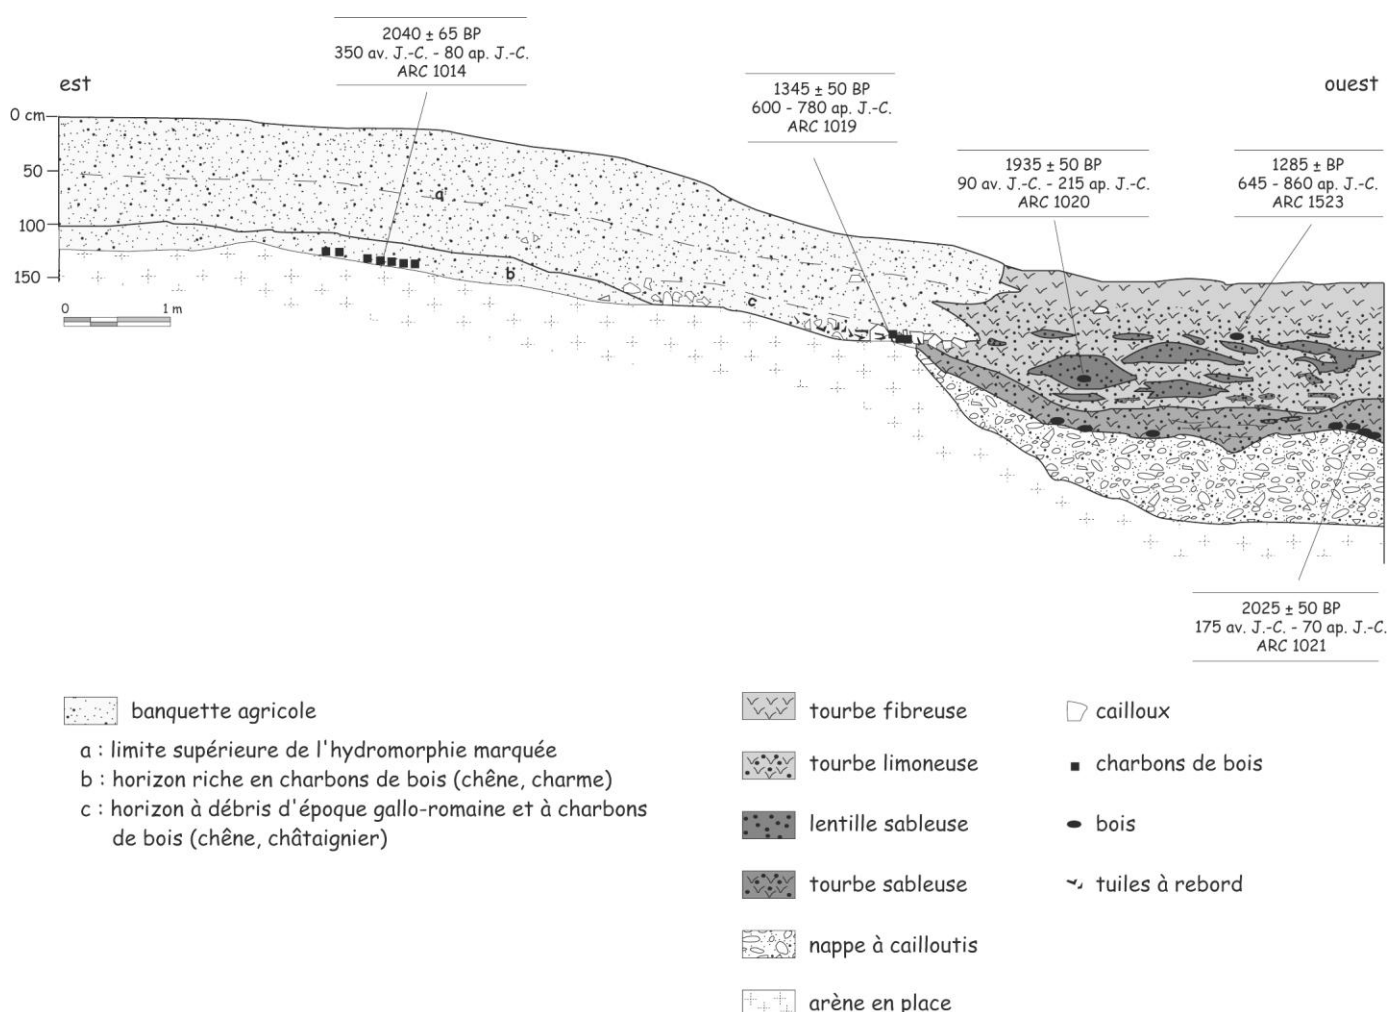 2040 ± 65 BP
350 av. J.-C. - 80 ap. J.-C.
ARC 1014
est
ouest
1345 ± 50 BP
600 - 780 ap. J.-C.
ARC 1019
0 cm
1935 ± 50 BP
90 av. J.-C. - 215 ap. J.-C.
ARC 1020
1285 ± BP
645 - 860 ap. J.-C.
ARC 1523
50
a
100
b
150
c
0 1 m
2025 ± 50 BP
175 av. J.-C. - 70 ap. J.-C.
ARC 1021
banquette agricole
a : limite supérieure de l'hydromorphie marquée
b : horizon riche en charbons de bois (chêne, charme)
c : horizon à débris d'époque gallo-romaine et à charbons
de bois (chêne, châtaignier)
tourbe fibreuse
tourbe limoneuse
lentille sableuse
tourbe sableuse
nappe à cailloutis
arène en place
cailloux
charbons de bois
bois
tuiles à rebord